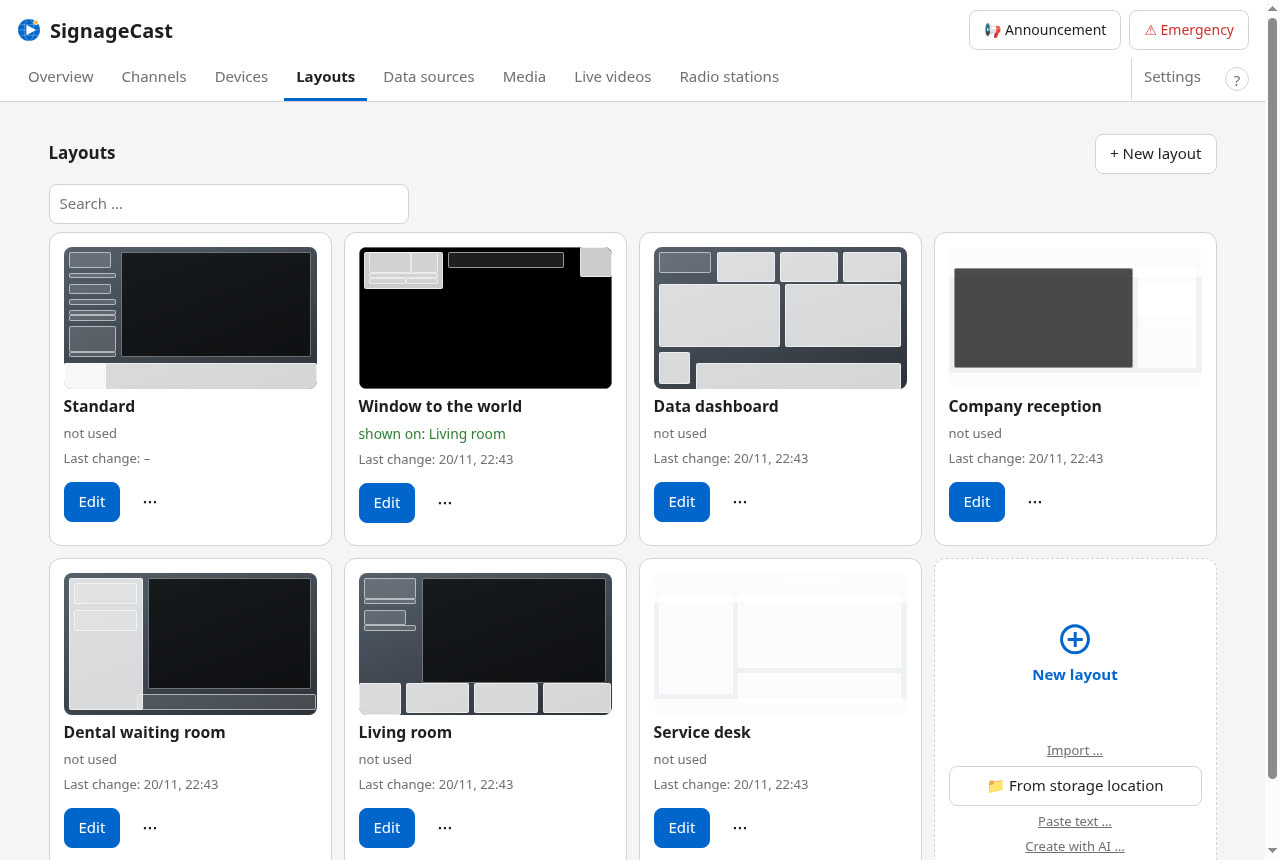 SignageCast
📢 Announcement
⚠ Emergency
Overview
Channels
Devices
Layouts
Data sources
Media
Live videos
Radio stations
Settings
?
Layouts
+ New layout
Search ...
Standard
not used
Last change: –
Edit
...
Window to the world
shown on: Living room
Last change: 20/11, 22:43
Edit
...
Data dashboard
not used
Last change: 20/11, 22:43
Edit
...
Company reception
not used
Last change: 20/11, 22:43
Edit
...
Dental waiting room
not used
Last change: 20/11, 22:43
Edit
...
Living room
not used
Last change: 20/11, 22:43
Edit
...
Service desk
not used
Last change: 20/11, 22:43
Edit
...
New layout
Import ...
📁 From storage location
Paste text ...
Create with AI ...